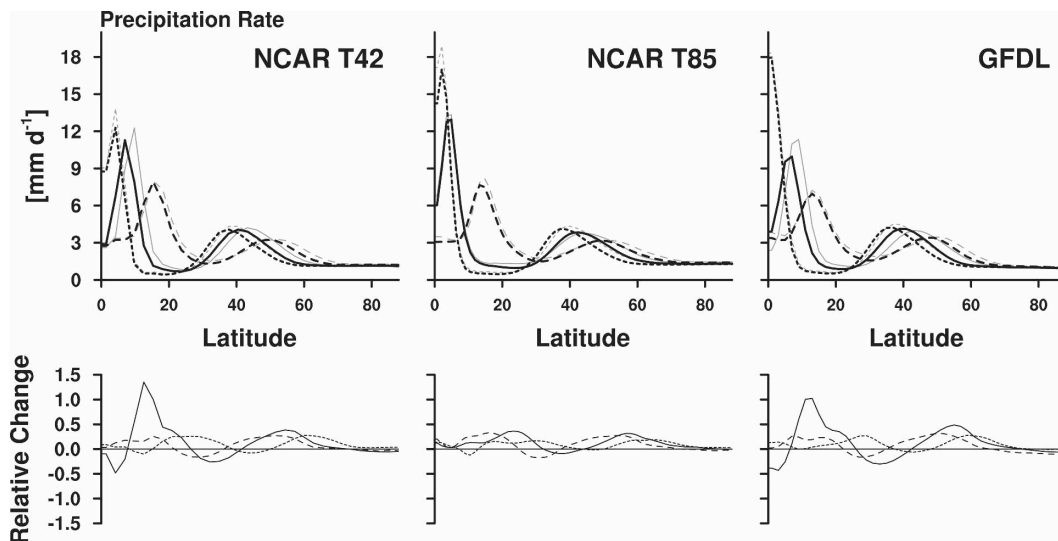 Precipitation Rate
NCAR T42
NCAR T85
GFDL
[mm d⁻¹]
18
15
12
9
6
3
0
0 20 40 60 80
0 20 40 60 80
0 20 40 60 80
Latitude
Latitude
Latitude
Relative Change
1.5
1.0
0.5
0.0
-0.5
-1.0
-1.5